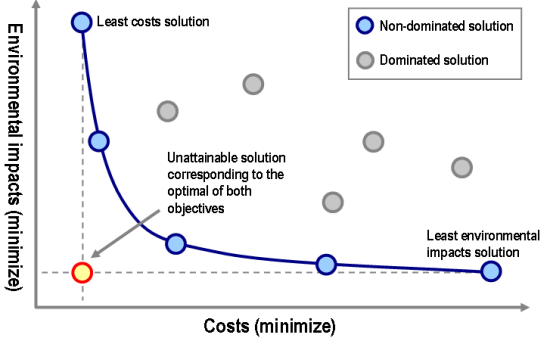 Least costs solution
Non-dominated solution
Dominated solution
Environmental impacts (minimize)
Unattainable solution
corresponding to the
optimal of both
objectives
Least environmental
impacts solution
Costs (minimize)